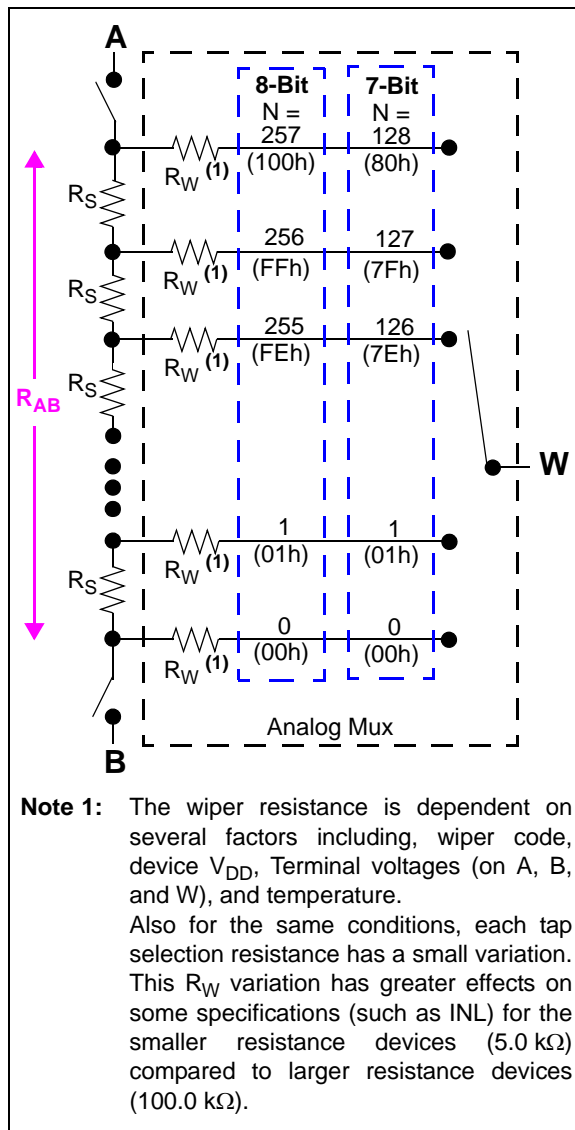 A
8-Bit 7-Bit
N = N =
257 128
(100h) (80h)
RW (1)
RS
256 127
(FFh) (7Fh)
RW (1)
RS
255 126
(FEh) (7Eh)
RW (1)
RS
RAB
W
1 1
(01h) (01h)
RW (1)
RS
0 0
(00h) (00h)
RW (1)
Analog Mux
B
Note 1: The wiper resistance is dependent on
several factors including, wiper code,
device VDD, Terminal voltages (on A, B,
and W), and temperature.
Also for the same conditions, each tap
selection resistance has a small variation.
This RW variation has greater effects on
some specifications (such as INL) for the
smaller resistance devices (5.0 kΩ)
compared to larger resistance devices
(100.0 kΩ).